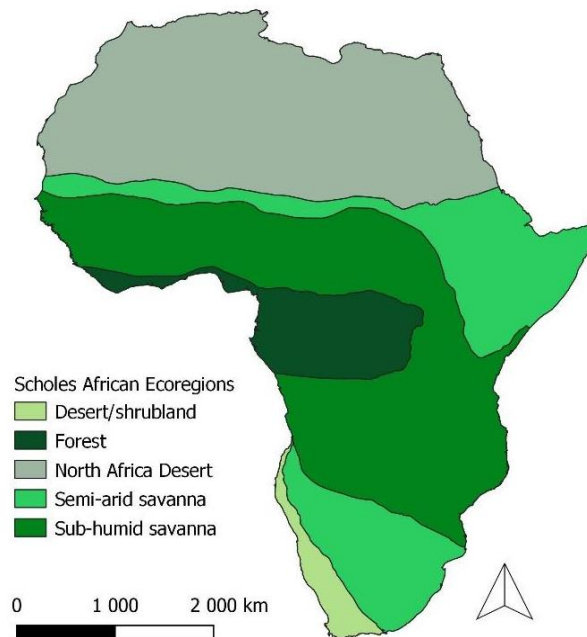 Scholes African Ecoregions
Desert/shrubland
Forest
North Africa Desert
Semi-arid savanna
Sub-humid savanna
0 1 000 2 000 km